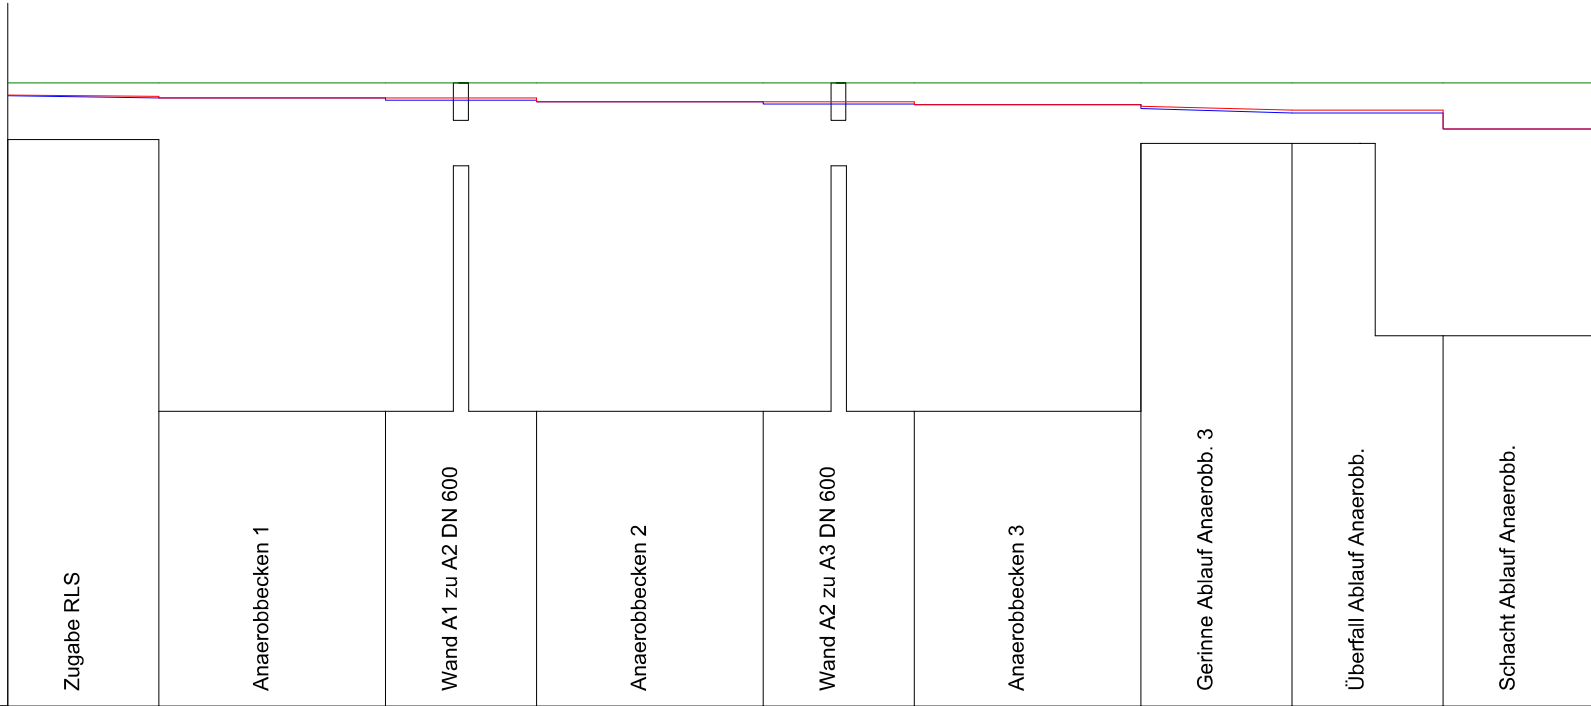 Zugabe RLS
Anaerobbecken 1
Wand A1 zu A2 DN 600
Anaerobbecken 2
Wand A2 zu A3 DN 600
Anaerobbecken 3
Gerinne Ablauf Anaerobb. 3
Überfall Ablauf Anaerobb.
Schacht Ablauf Anaerobb.